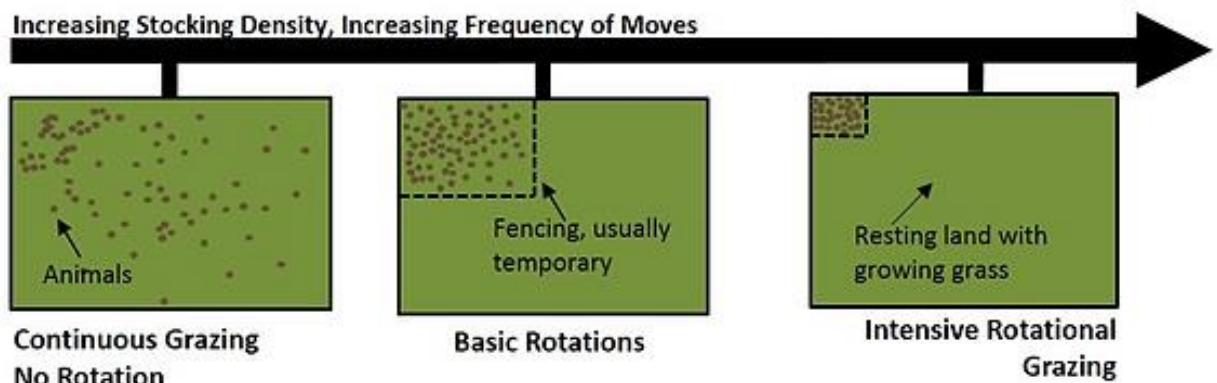 Increasing Stocking Density, Increasing Frequency of Moves
Animals
Continuous Grazing
No Rotation
Fencing, usually
temporary
Basic Rotations
Resting land with
growing grass
Intensive Rotational
Grazing